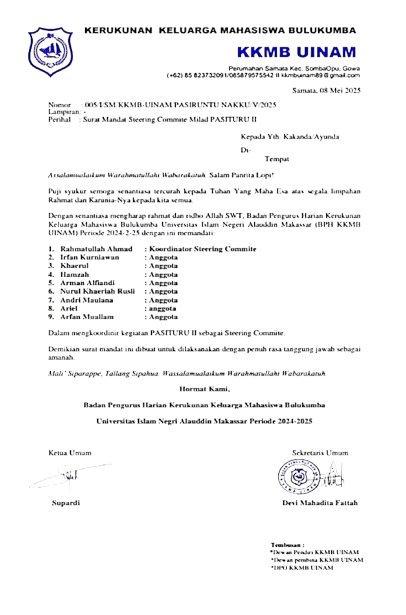 KERUKUNAN KELUARGA MAHASISWA BULUKUMBA
KKMB UINAM
Perumahan Samata Kec. SombaOpu, Gowa
(+62) 85 823732091/085879575542 II kkmbuinam89@gmail.com
Samata, 08 Mei 2025
Nomor : 005/I/SM/KKMB-UINAM/PASIRUNTU NAKKU/V/2025
Lampiran: -
Perihal : Surat Mandat Steering Commite Milad PASITURU II
Kepada Yth. Kakanda/Ayunda
Di-
Tempat
Assalamualaikum Warahmatullahi Wabarakatuh. Salam Panrita Lopi!
Puji syukur semoga senantiasa tercurah kepada Tuhan Yang Maha Esa atas segala limpahan
Rahmat dan Karunia-Nya kepada kita semua.
Dengan senantiasa mengharap rahmat dan ridho Allah SWT, Badan Pengurus Harian Kerukunan
Keluarga Mahasiswa Bulukumba Universitas Islam Negeri Alauddin Makassar (BPH KKMB
UINAM) Periode 2024-2-25 dengan ini memandati:
1. Rahmatullah Ahmad : Koordinator Steering Commite
2. Irfan Kurniawan : Anggota
3. Khaerul : Anggota
4. Hamzah : Anggota
5. Arman Alfiandi : Anggota
6. Nurul Khaeriah Rusli : Anggota
7. Andri Maulana : Anggota
8. Ariel : anggota
9. Arfan Muallam : Anggota
Dalam mengkoordinir kegiatan PASITURU II sebagai Steering Commite.
Demikian surat mandat ini dibuat untuk dilaksanakan dengan penuh rasa tanggung jawab sebagai
amanah.
Mali' Siparappe, Tallang Sipahua. Wassalamualaikum Warahmatullahi Wabarakatuh
Hormat Kami,
Badan Pengurus Harian Kerukunan Keluarga Mahasiswa Bulukumba
Universitas Islam Negri Alauddin Makassar Periode 2024-2025
Ketua Umum
Sekretaris Umum
Supardi
Devi Mahadita Fattah
Tembusan :
*Dewan Pendiri KKMB UINAM
*Dewan pembina KKMB UINAM
*DPO KKMB UINAM